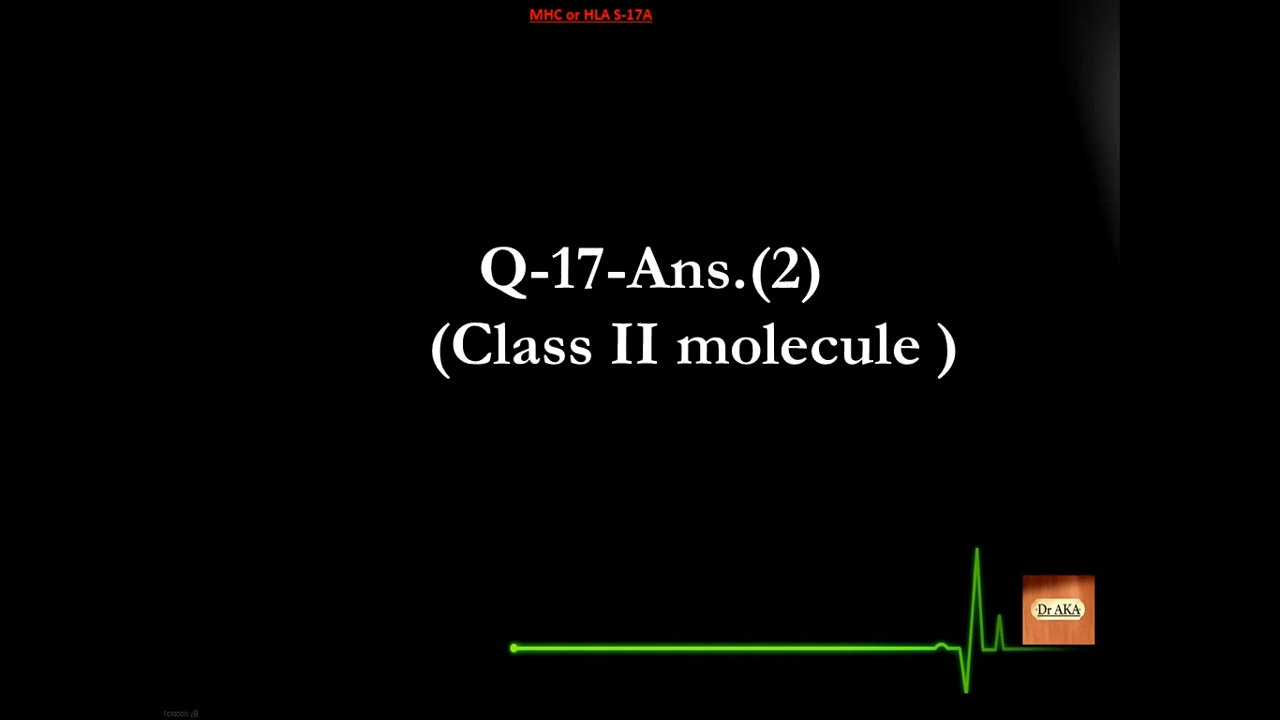 MHC or HLA S-17A
Q-17-Ans.(2)
(Class II molecule )
Dr AKA